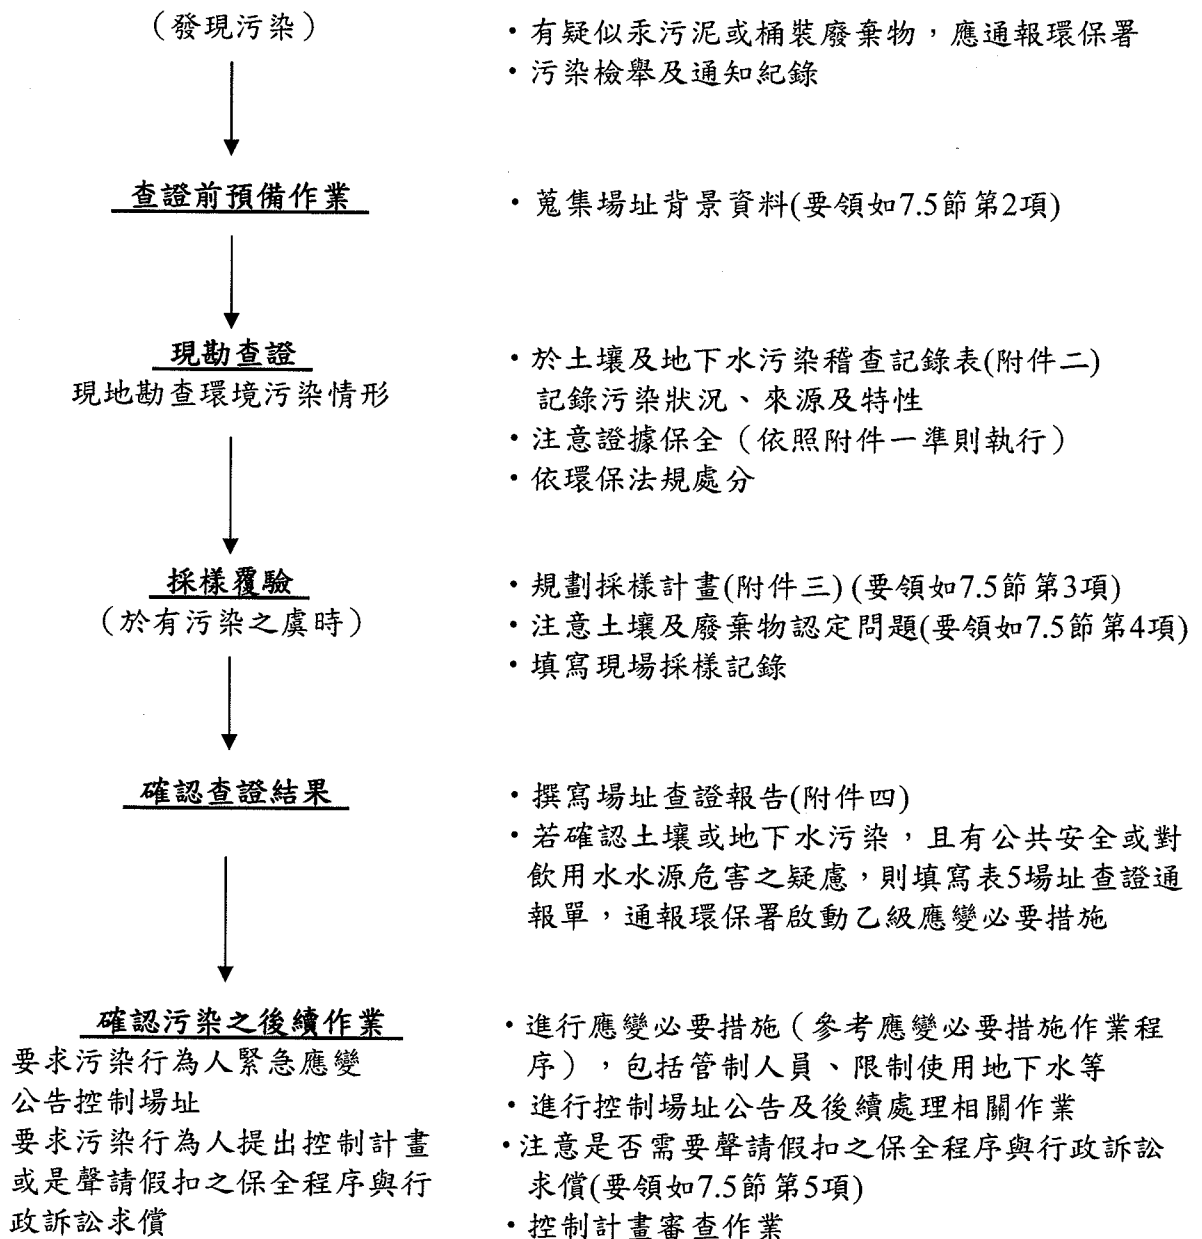 （發現污染）
・有疑似汞污泥或桶裝廢棄物，應通報環保署
・污染檢舉及通知紀錄
查證前預備作業
・蒐集場址背景資料(要領如7.5節第2項)
現勘查證
現地勘查環境污染情形
・於土壤及地下水污染稽查記錄表(附件二)
記錄污染狀況、來源及特性
・注意證據保全（依照附件一準則執行）
・依環保法規處分
採樣覆驗
（於有污染之虞時）
・規劃採樣計畫(附件三) (要領如7.5節第3項)
・注意土壤及廢棄物認定問題(要領如7.5節第4項)
・填寫現場採樣記錄
確認查證結果
・撰寫場址查證報告(附件四)
・若確認土壤或地下水污染，且有公共安全或對
飲用水水源危害之疑慮，則填寫表5場址查證通
報單，通報環保署啟動乙級應變必要措施
確認污染之後續作業
要求污染行為人緊急應變
公告控制場址
要求污染行為人提出控制計畫
或是聲請假扣之保全程序與行
政訴訟求償
・進行應變必要措施（參考應變必要措施作業程
序），包括管制人員、限制使用地下水等
・進行控制場址公告及後續處理相關作業
・注意是否需要聲請假扣之保全程序與行政訴訟
求償(要領如7.5節第5項)
・控制計畫審查作業